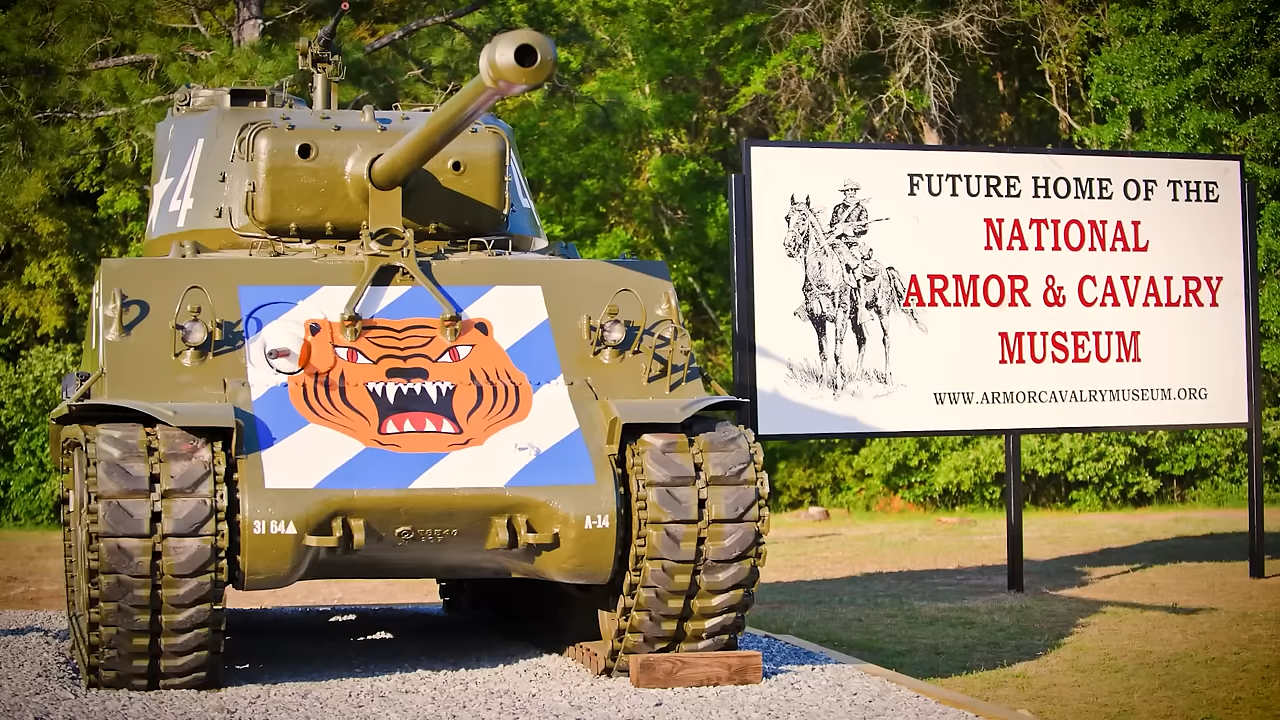 4
FUTURE HOME OF THE
NATIONAL
ARMOR & CAVALRY
MUSEUM
WWW.ARMORCAVALRYMUSEUM.ORG
31 64▲
A-14